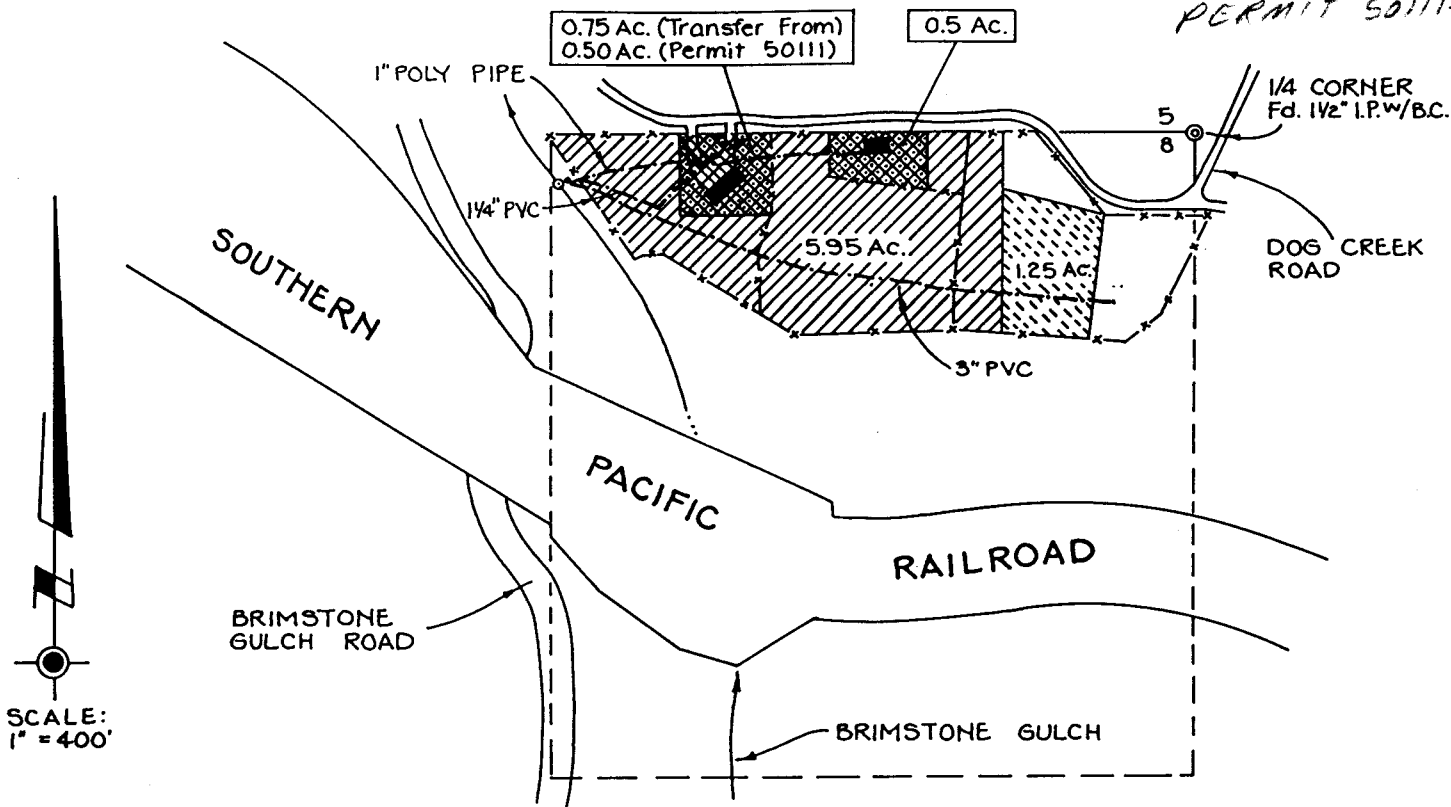 PERMIT 50111
0.75 Ac. (Transfer From)
0.50 Ac. (Permit 50111)
0.5 Ac.
1" POLY PIPE
1/4 CORNER
Fd. 1½" I.P. W/B.C.
5
8
1¼" PVC
5.95 Ac.
1.25 Ac.
DOG CREEK
ROAD
3" PVC
SOUTHERN
PACIFIC
RAILROAD
BRIMSTONE
GULCH ROAD
BRIMSTONE GULCH
SCALE:
1" = 400'